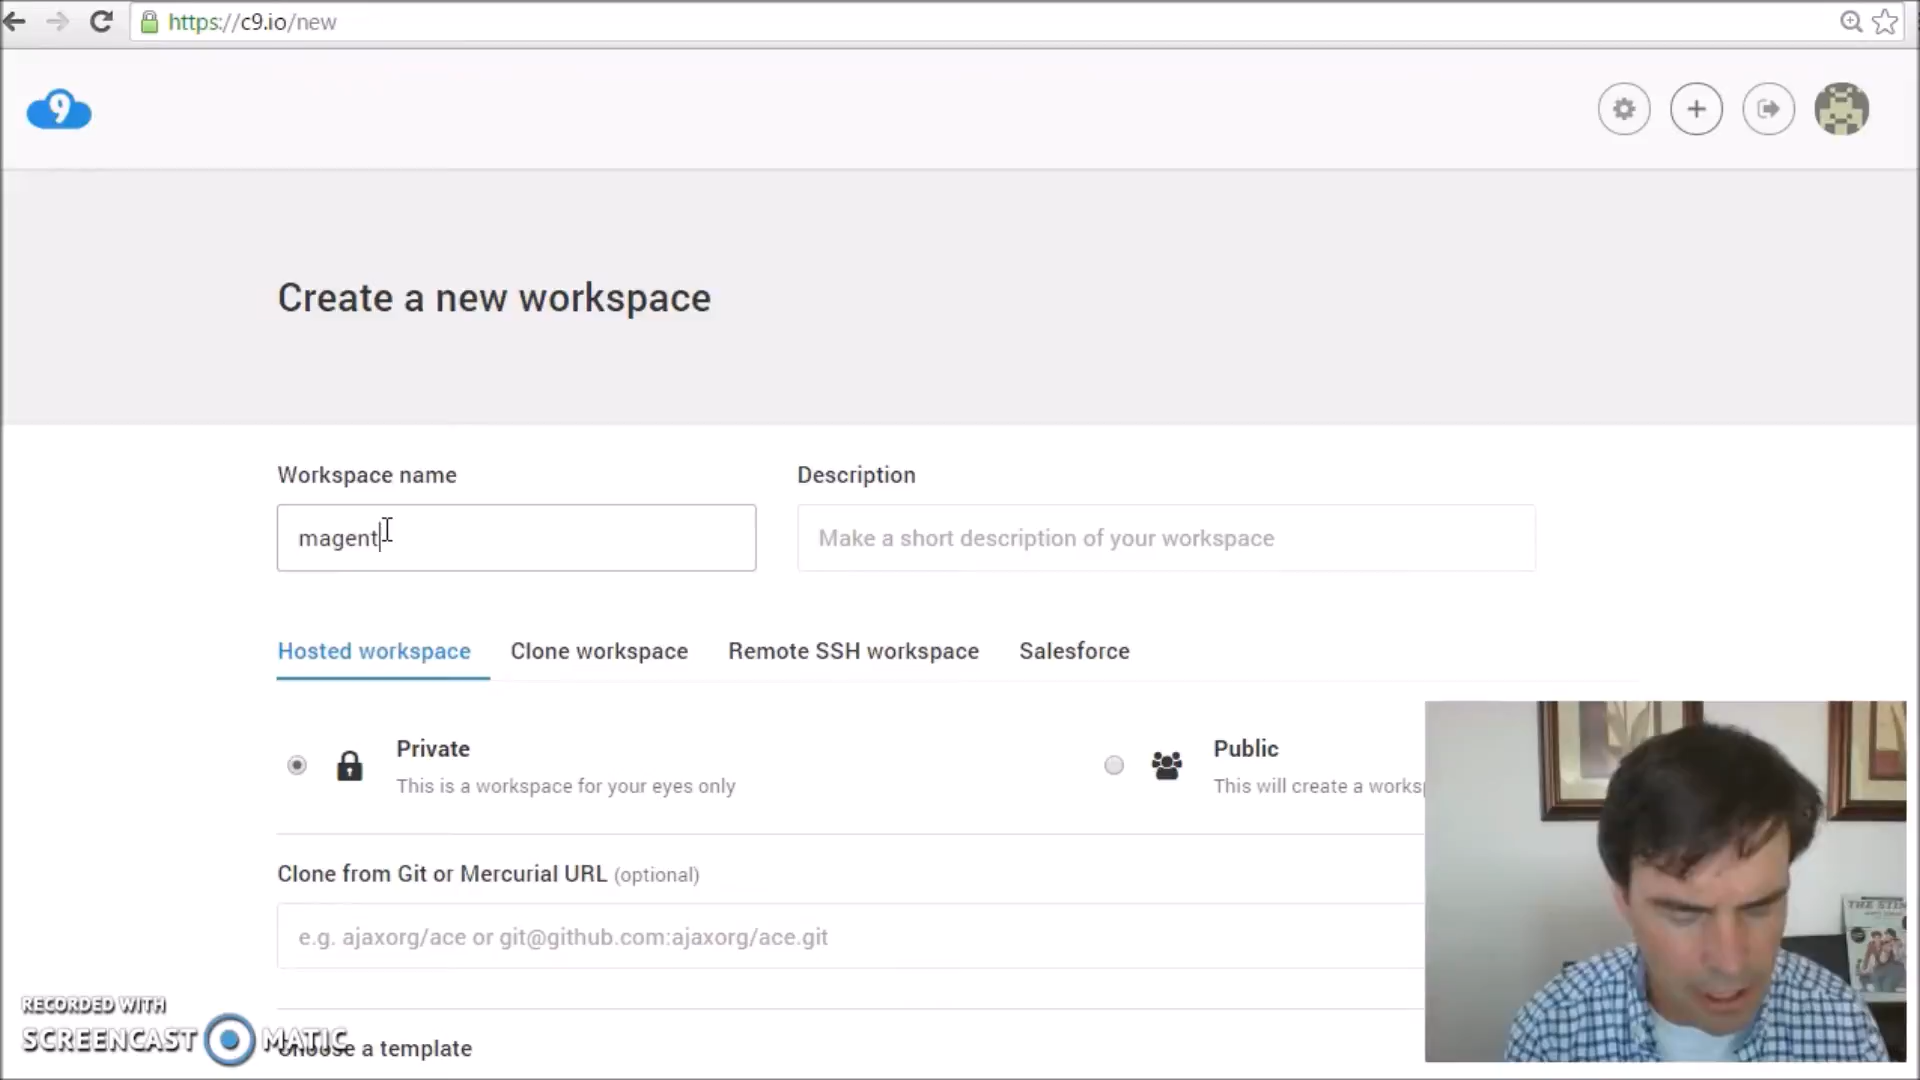 https://c9.io/new
9
Create a new workspace
Workspace name
Description
magent
Make a short description of your workspace
Hosted workspace
Clone workspace
Remote SSH workspace
Salesforce
Private
This is a workspace for your eyes only
Public
This will create a works
Clone from Git or Mercurial URL (optional)
e.g. ajaxorg/ace or git@github.com:ajaxorg/ace.git
RECORDED WITH
SCREENCAST MATIC
Choose a template
THE